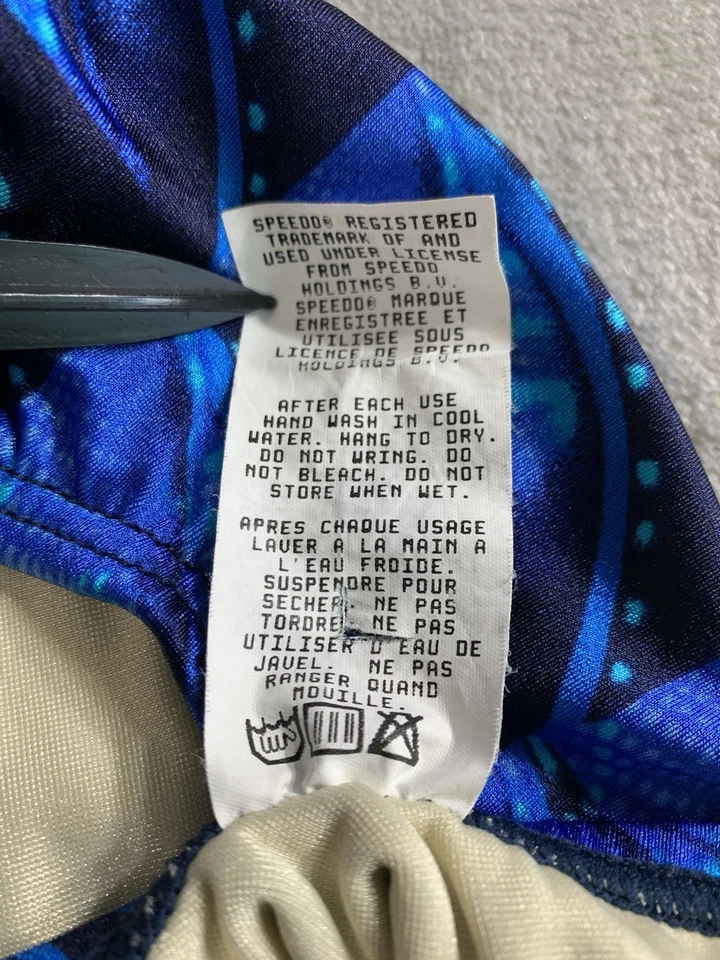 SPEEDO® REGISTERED
TRADEMARK OF AND
USED UNDER LICENSE
FROM SPEEDO
HOLDINGS B.V.
SPEEDO® MARQUE
ENREGISTREE ET
UTILISEE SOUS
LICENCE DE SPEEDO
HOLDINGS B.V.
AFTER EACH USE
HAND WASH IN COOL
WATER. HANG TO DRY.
DO NOT WRING. DO
NOT BLEACH. DO NOT
STORE WHEN WET.
APRES CHAQUE USAGE
LAVER A LA MAIN A
L'EAU FROIDE.
SUSPENDRE POUR
SECHER. NE PAS
TORDRE. NE PAS
UTILISER D'EAU DE
JAVEL. NE PAS
RANGER QUAND
MOUILLE.